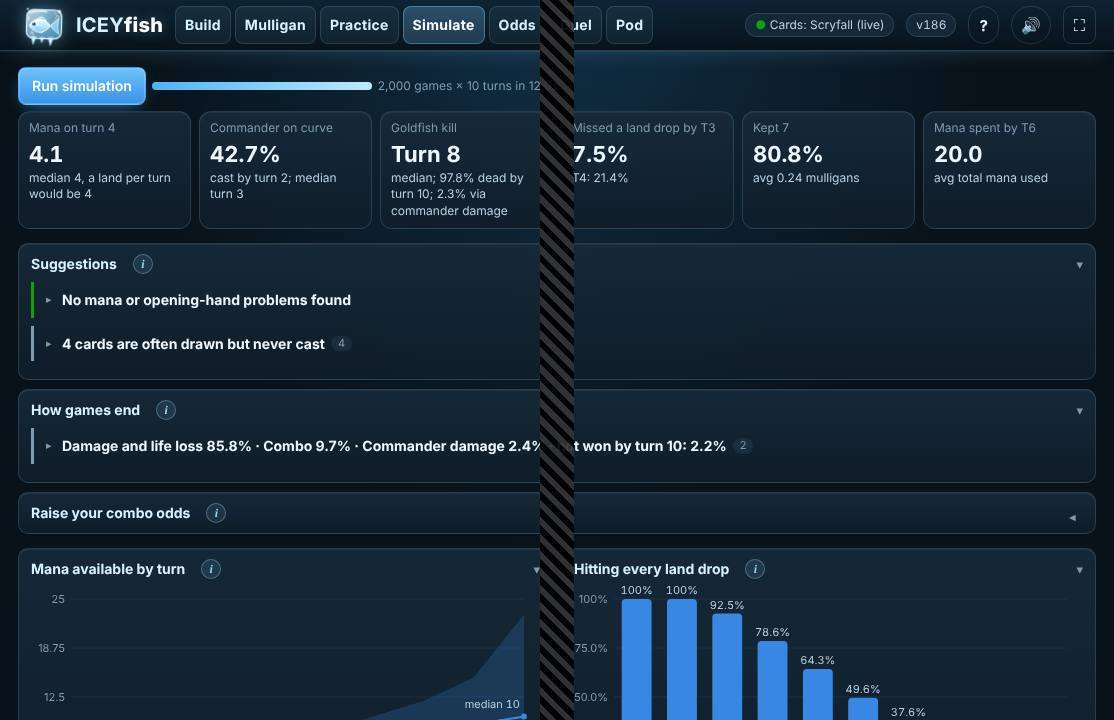 ICEYfish
Build
Mulligan
Practice
Simulate
Odds
Pod
Cards: Scryfall (live)
v186
?
Run simulation
2,000 games × 10 turns in 12
Mana on turn 4
4.1
median 4, a land per turn
would be 4
Commander on curve
42.7%
cast by turn 2; median
turn 3
Goldfish kill
Turn 8
median; 97.8% dead by
turn 10; 2.3% via
commander damage
Missed a land drop by T3
7.5%
T4: 21.4%
Kept 7
80.8%
avg 0.24 mulligans
Mana spent by T6
20.0
avg total mana used
Suggestions
i
No mana or opening-hand problems found
4 cards are often drawn but never cast 4
How games end
i
Damage and life loss 85.8% · Combo 9.7% · Commander damage 2.4% won by turn 10: 2.2% 2
Raise your combo odds
i
Mana available by turn
i
25
18.75
12.5
median 10
Hitting every land drop
i
100%
75.0%
50.0%
100%
100%
92.5%
78.6%
64.3%
49.6%
37.6%